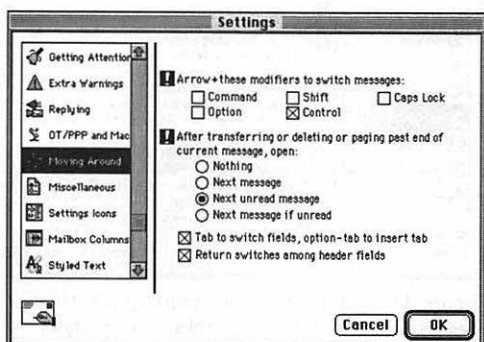 Settings
Getting Attention
Extra Warnings
Replying
OT/PPP and Mac
Moving Around
Miscellaneous
Settings Icons
Mailbox Columns
Styled Text
Arrow+these modifiers to switch messages:
Command
Shift
Caps Lock
Option
Control
After transferring or deleting or paging past end of
current message, open:
Nothing
Next message
Next unread message
Next message if unread
Tab to switch fields, option-tab to insert tab
Return switches among header fields
Cancel
OK